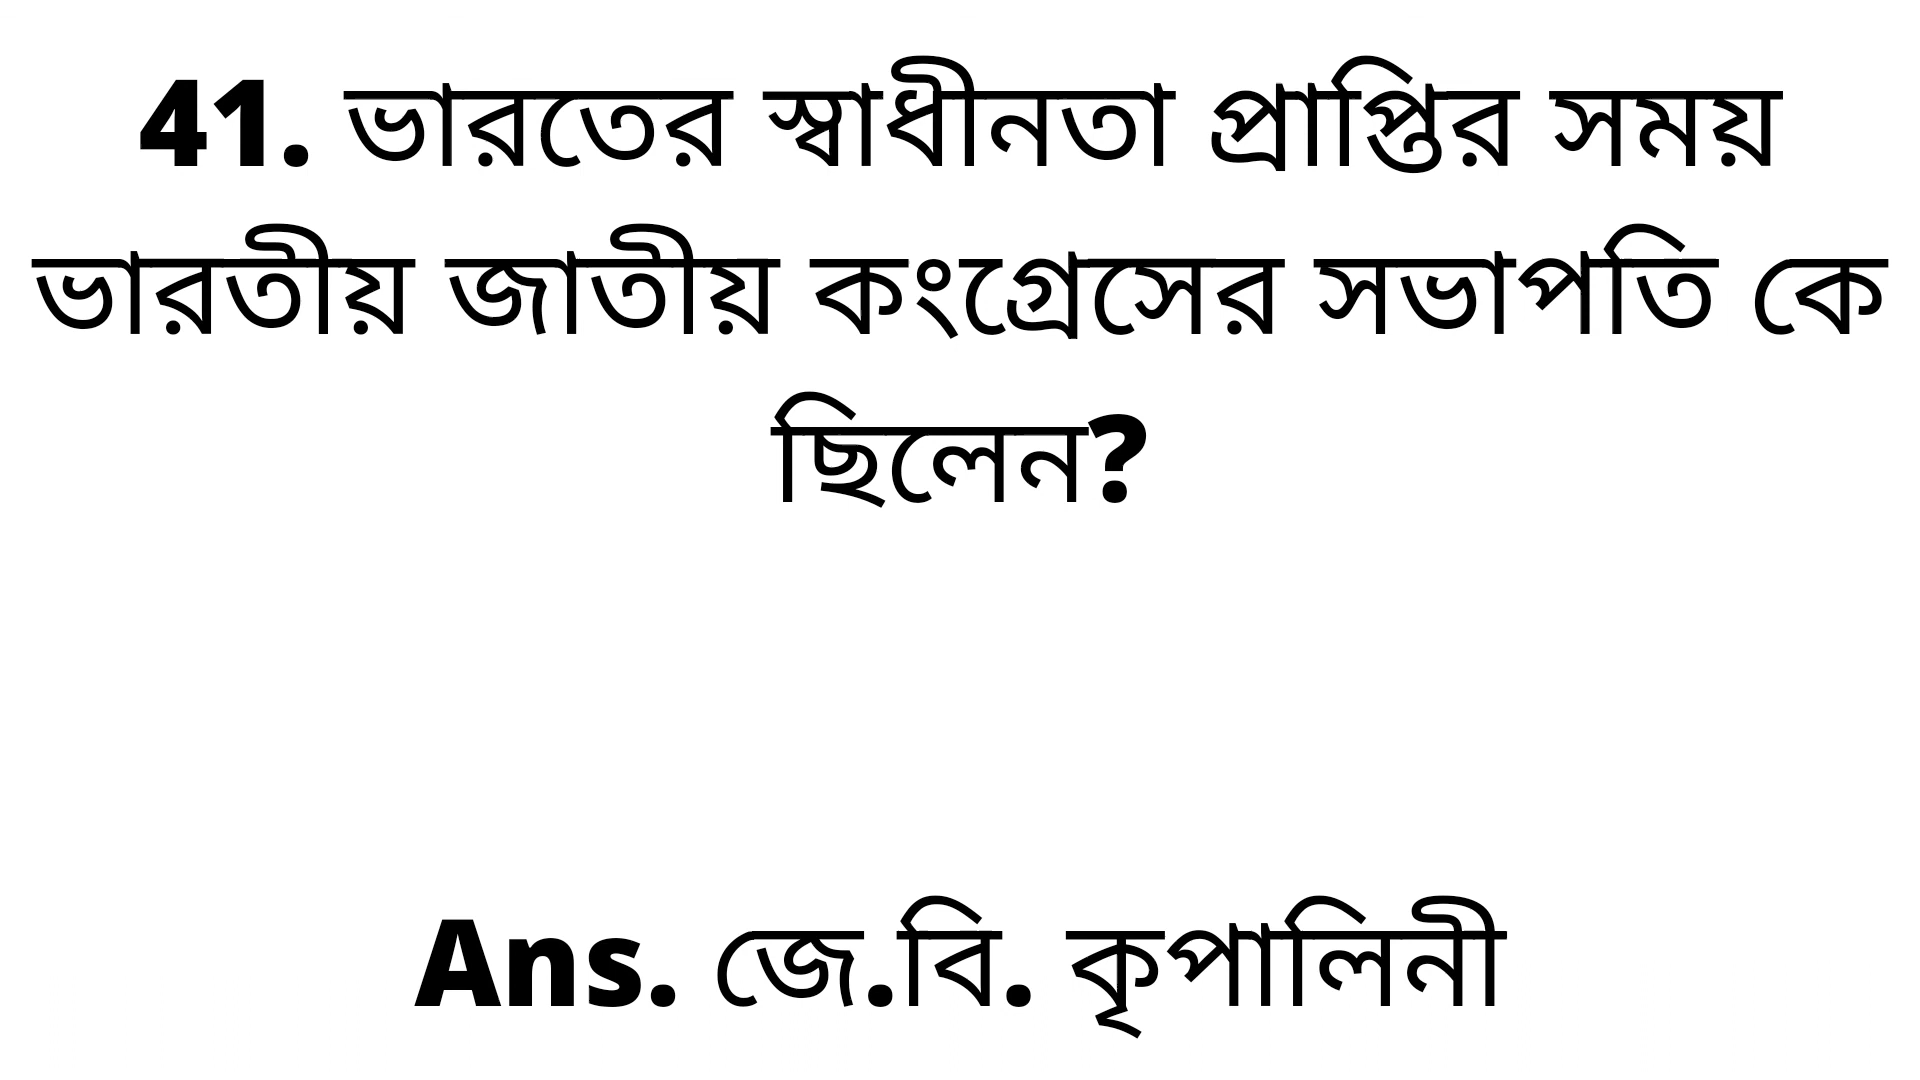 41. ভারতের স্বাধীনতা প্রাপ্তির সময়
ভারতীয় জাতীয় কংগ্রেসের সভাপতি কে
ছিলেন?
Ans. জে.বি. কৃপালিনী